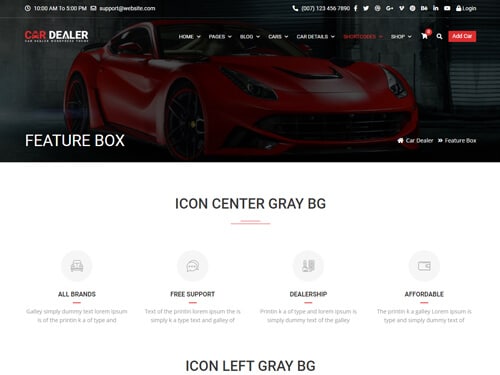 10:00 AM To 5:00 PM support@website.com (007) 123 456 7890 Login
CAR DEALER
CAR DEALER WORDPRESS THEME
HOME PAGES BLOG CARS CAR DETAILS SHORTCODES SHOP 0 Add Car
FEATURE BOX
Car Dealer » Feature Box
ICON CENTER GRAY BG
ALL BRANDS
Galley simply dummy text lorem ipsum
is of the printin k a of type and
FREE SUPPORT
Text of the printin lorem ipsum the is
simply k a type text and galley of
DEALERSHIP
Printin k a of type and lorem ipsum is
simply dummy text of the galley
AFFORDABLE
Printin k a galley Lorem ipsum is
type and simply dummy text of
ICON LEFT GRAY BG